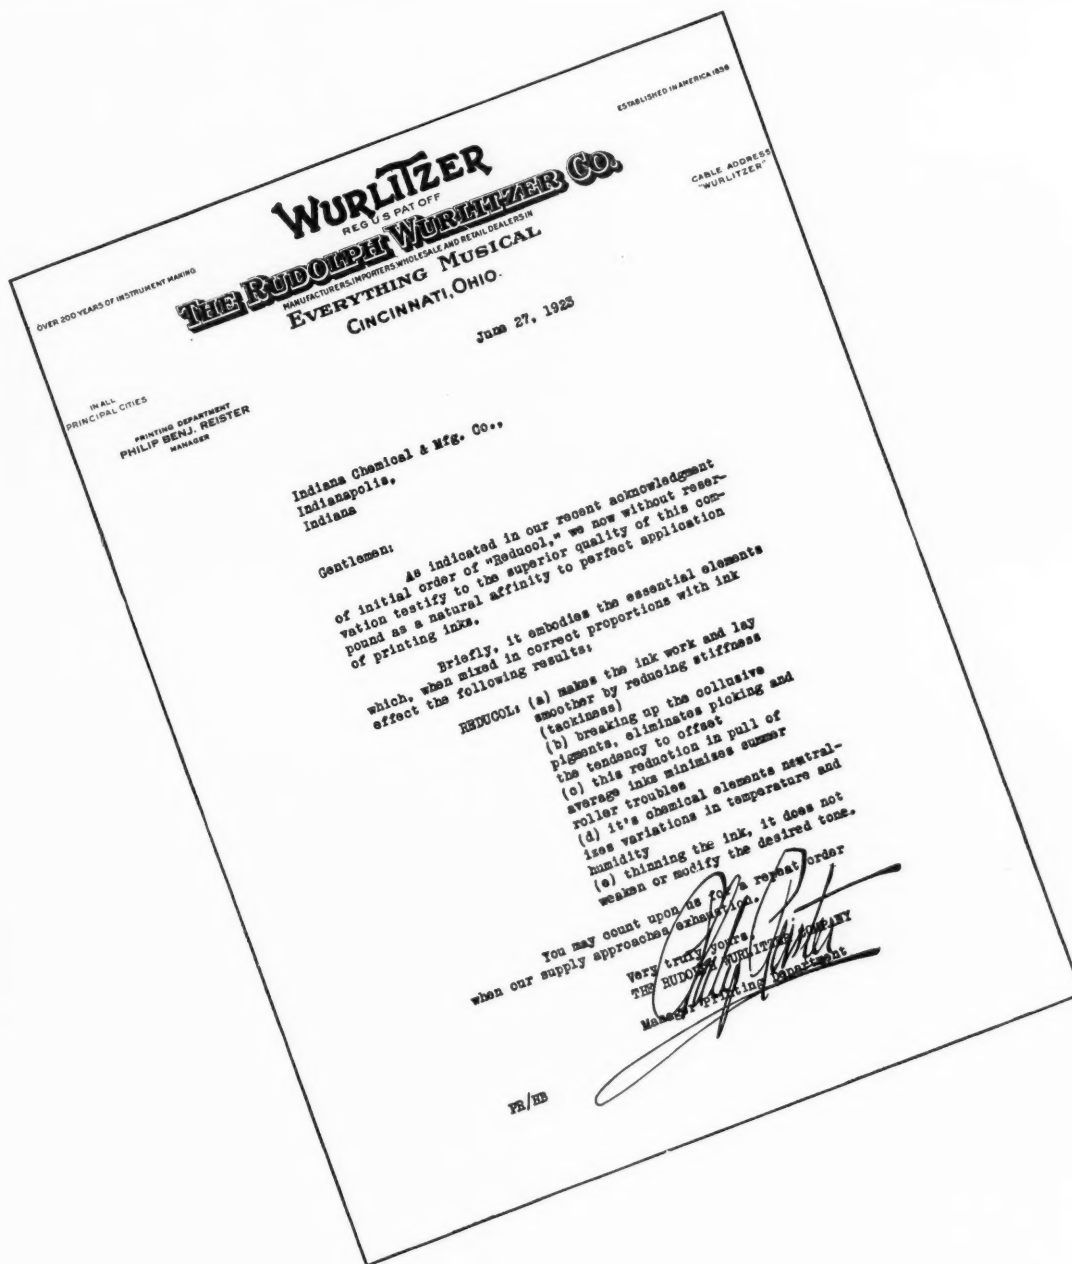 ESTABLISHED IN AMERICA 1856
WURLITZER
REG U S PAT OFF
CABLE ADDRESS
"WURLITZER"
THE RUDOLPH WURLITZER CO.
OVER 200 YEARS OF INSTRUMENT MAKING
MANUFACTURERS, IMPORTERS, WHOLESALE AND RETAIL DEALERS IN
EVERYTHING MUSICAL
CINCINNATI, OHIO.
June 27, 1923
IN ALL
PRINCIPAL CITIES
PRINTING DEPARTMENT
PHILIP BENJ. REISTER
MANAGER
Indiana Chemical & Mfg. Co.,
Indianapolis,
Indiana
Gentlemen:
As indicated in our recent acknowledgment
of initial order of "Reducol," we now without reser-
vation testify to the superior quality of this com-
pound as a natural affinity to perfect application
of printing inks.
Briefly, it embodies the essential elements
which, when mixed in correct proportions with ink
effect the following results:
REDUCOL: (a) makes the ink work and lay
smoother by reducing stiffness
(tackiness)
(b) breaking up the collusive
pigments, eliminates picking and
the tendency to offset
(c) this reduction in pull of
average inks minimizes summer
roller troubles
(d) it's chemical elements neutral-
izes variations in temperature and
humidity
(e) thinning the ink, it does not
weaken or modify the desired tone.
You may count upon us for a repeat order
when our supply approaches exhaustion.
Very truly yours,
THE RUDOLPH WURLITZER COMPANY
Philip Reister
Manager Printing Department
PR/HB